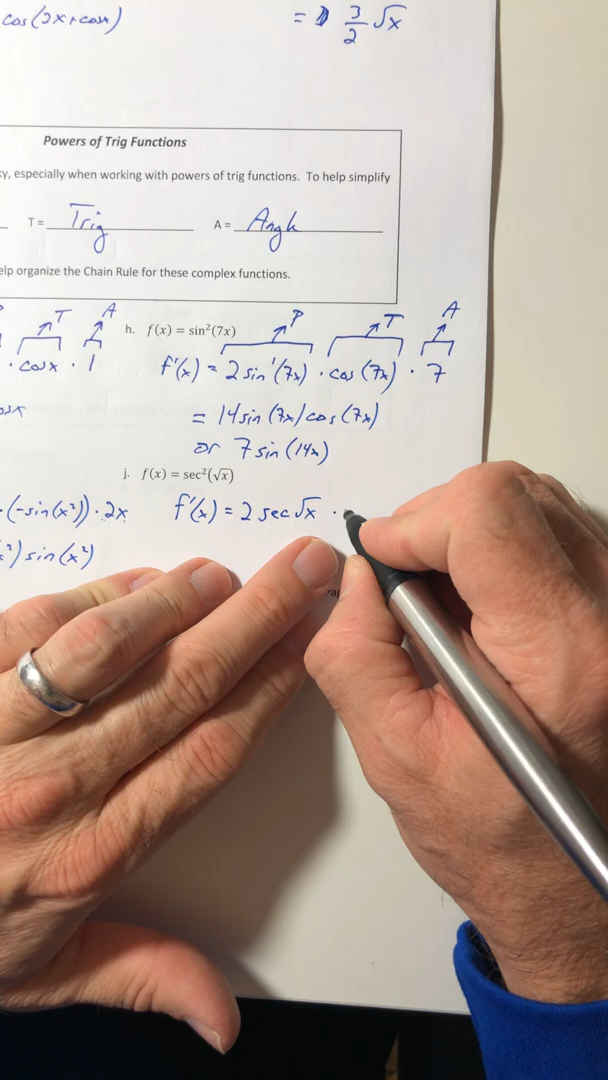 cos(2x+cosx) = 3/2 √x
Powers of Trig Functions
y, especially when working with powers of trig functions. To help simplify
T = Trig A = Angle
elp organize the Chain Rule for these complex functions.
T A h. f(x) = sin²(7x) P T A
· cosx · 1 f'(x) = 2 sin'(7x) · cos(7x) · 7
= 14 sin(7x) cos(7x)
or 7 sin(14x)
j. f(x) = sec²(√x)
·(-sin(x²)) · 2x f'(x) = 2 sec √x ·
²) sin(x²)